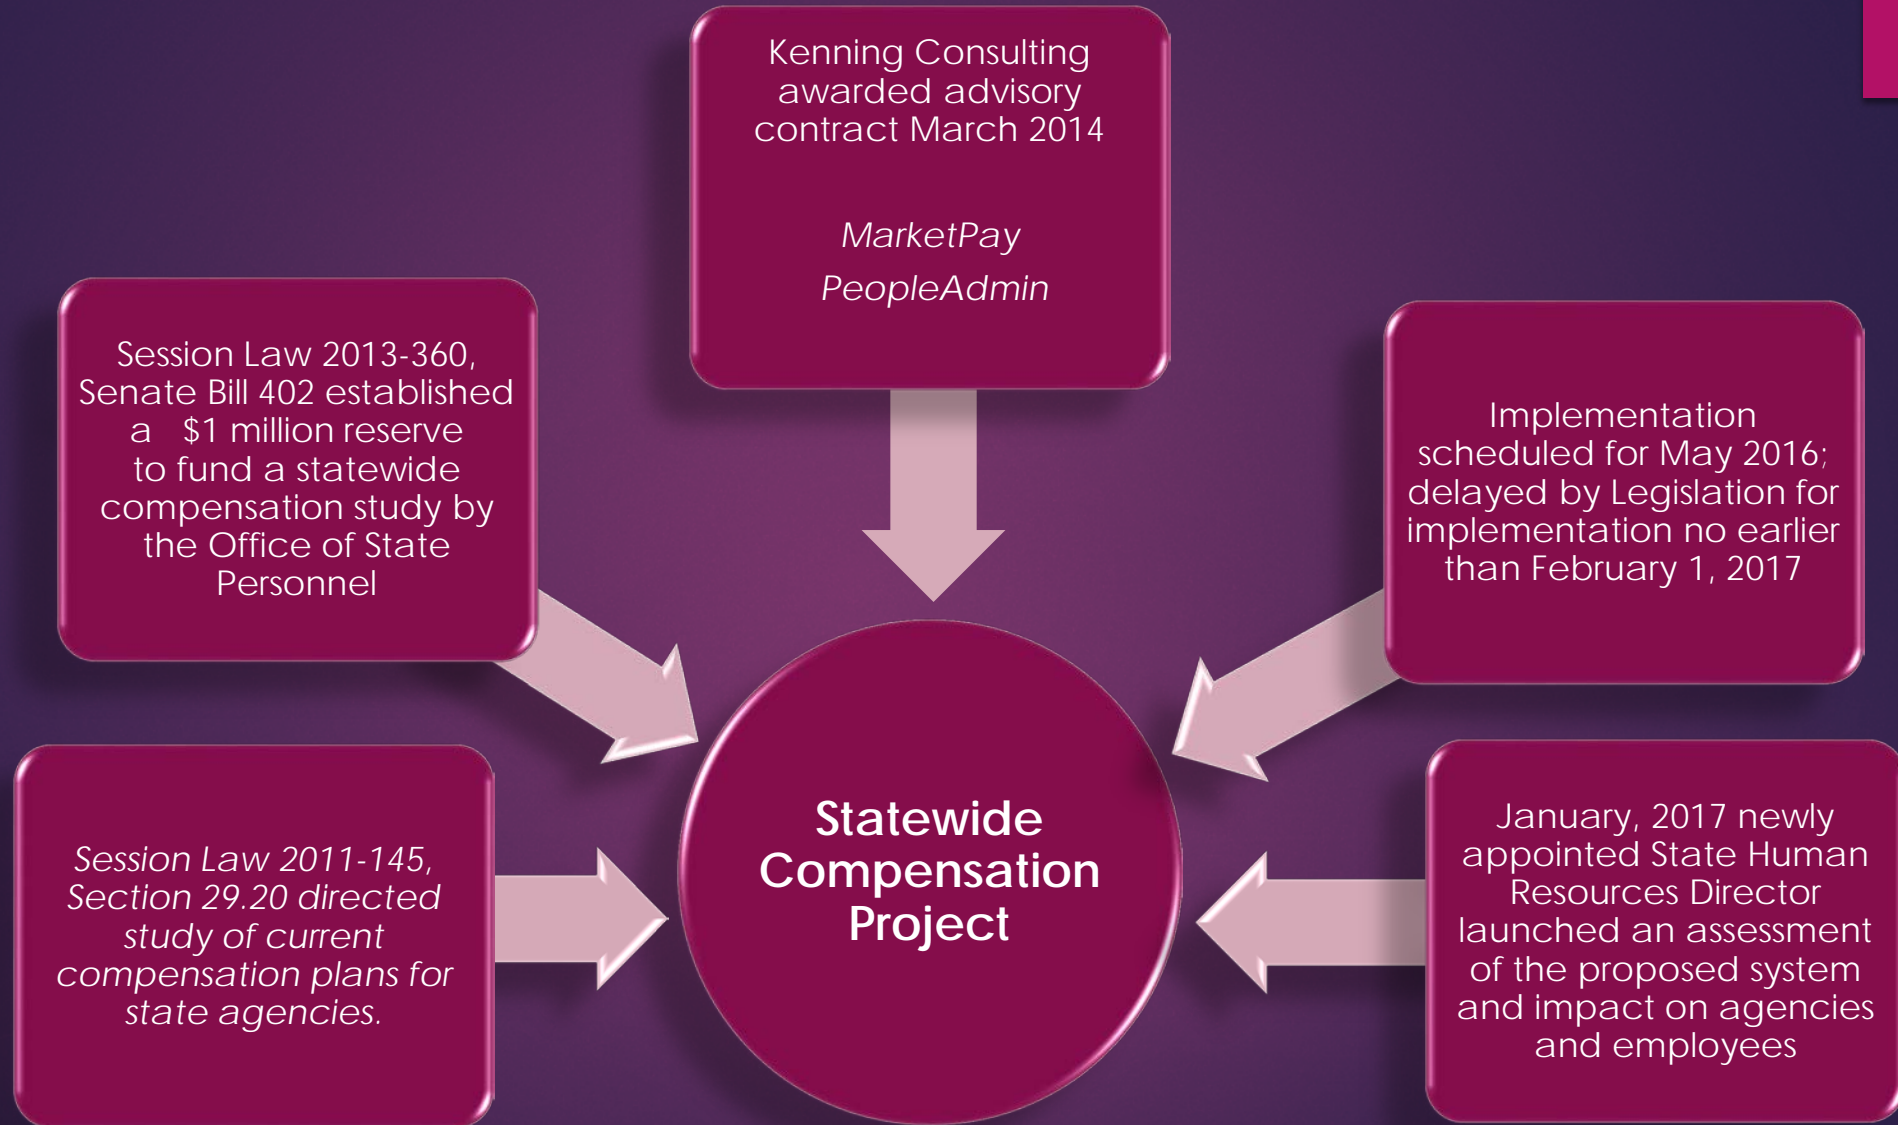 Kenning Consulting
awarded advisory
contract March 2014
MarketPay
PeopleAdmin
Session Law 2013-360,
Senate Bill 402 established
a $1 million reserve
to fund a statewide
compensation study by
the Office of State
Personnel
Implementation
scheduled for May 2016;
delayed by Legislation for
implementation no earlier
than February 1, 2017
Session Law 2011-145,
Section 29.20 directed
study of current
compensation plans for
state agencies.
Statewide
Compensation
Project
January, 2017 newly
appointed State Human
Resources Director
launched an assessment
of the proposed system
and impact on agencies
and employees